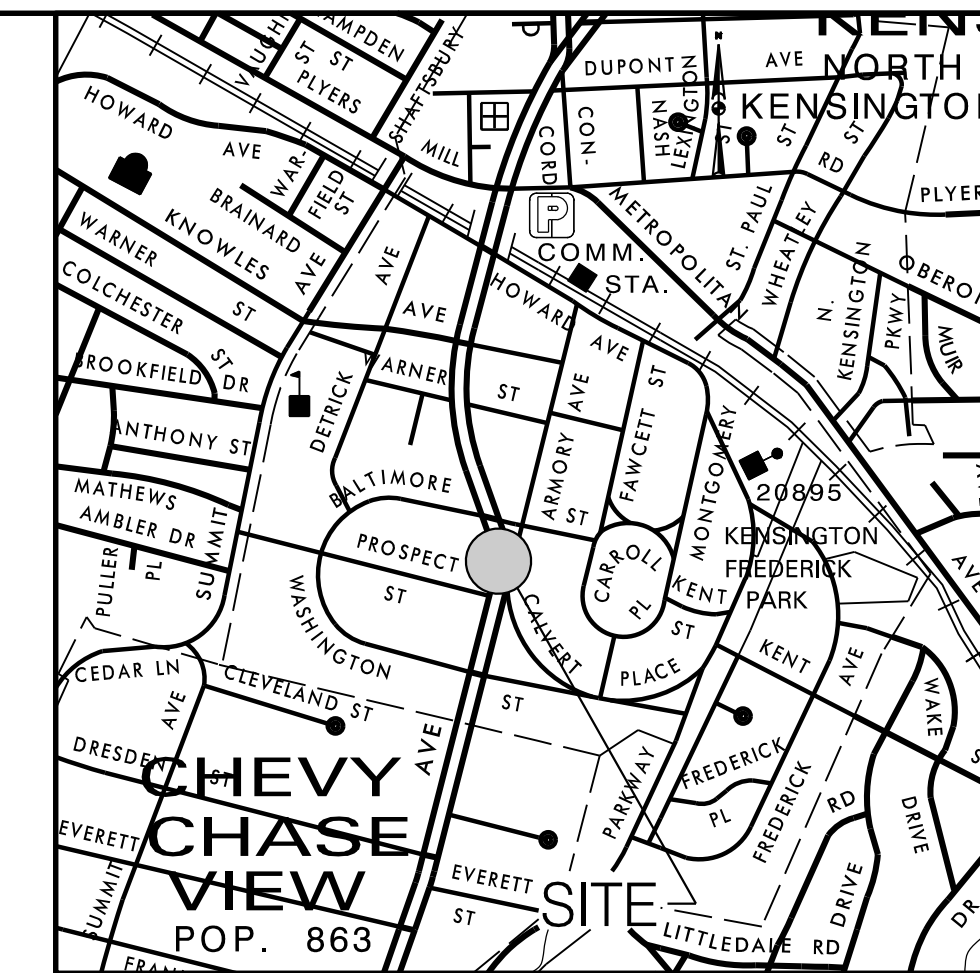 HAMPDEN
ST
ST
PLYERS
SHAFTSBURY
DUPONT
AVE
NORTH
KENSINGTON
LEXINGTON
ST
NASH
CON-
CORD
ST
ST
RD
HOWARD
AVE
MILL
WAR-
FIELD
ST
BRAINARD
AVE
KNOWLES
WARNER
ST
COLCHESTER
ST
BROOKFIELD DR
ANTHONY ST
MATHEWS
AMBLER DR
PULLER
PL
SUMMIT
AVE
AVE
P
COMM.
STA.
METROPOLITAN
ST. PAUL
WHEATLEY
PLYERS
N.
KENSINGTON
PKWY
MUIR
HOWARD
AVE
WARNER
ST
DETRICK
BALTIMORE
ST
ARMORY
AVE
FAWCETT
ST
MONTGOMERY
20895
KENSINGTON
FREDERICK
PARK
PROSPECT
ST
WASHINGTON
ST
CALVERT
PLACE
CARROLL
PL
KENT
ST
KENT
AVE
AVE
WAKE
DRIVE
CEDAR LN
AVE
CLEVELAND ST
DRESDEN
ST
CHEVY
CHASE
VIEW
POP. 863
AVE
EVERETT
EVERETT
ST
SUMMIT
PARKWAY
FREDERICK
PL
FREDERICK
RD
DRIVE
DR
SITE
LITTLEDALE RD